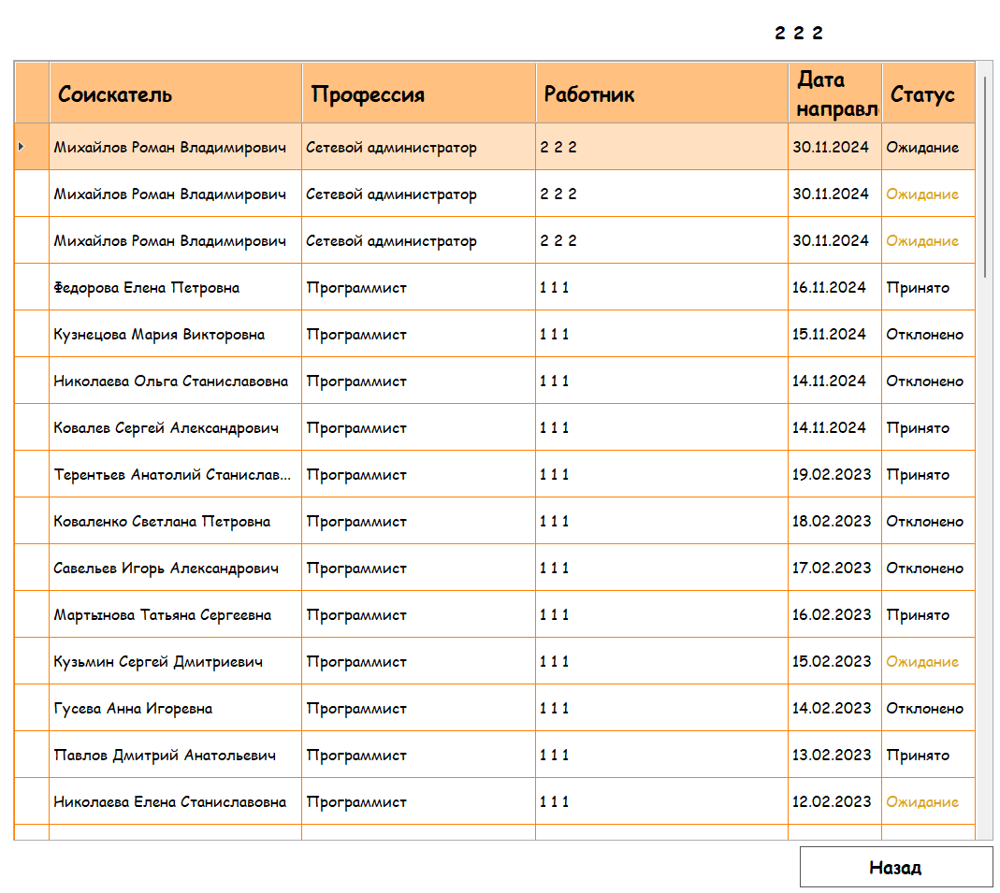 2 2 2
Соискатель Профессия Работник Дата направл Статус
Михайлов Роман Владимирович Сетевой администратор 2 2 2 30.11.2024 Ожидание
Михайлов Роман Владимирович Сетевой администратор 2 2 2 30.11.2024 Ожидание
Михайлов Роман Владимирович Сетевой администратор 2 2 2 30.11.2024 Ожидание
Федорова Елена Петровна Программист 1 1 1 16.11.2024 Принято
Кузнецова Мария Викторовна Программист 1 1 1 15.11.2024 Отклонено
Николаева Ольга Станиславовна Программист 1 1 1 14.11.2024 Отклонено
Ковалев Сергей Александрович Программист 1 1 1 14.11.2024 Принято
Терентьев Анатолий Станислав... Программист 1 1 1 19.02.2023 Принято
Коваленко Светлана Петровна Программист 1 1 1 18.02.2023 Отклонено
Савельев Игорь Александрович Программист 1 1 1 17.02.2023 Отклонено
Мартынова Татьяна Сергеевна Программист 1 1 1 16.02.2023 Принято
Кузьмин Сергей Дмитриевич Программист 1 1 1 15.02.2023 Ожидание
Гусева Анна Игоревна Программист 1 1 1 14.02.2023 Отклонено
Павлов Дмитрий Анатольевич Программист 1 1 1 13.02.2023 Принято
Николаева Елена Станиславовна Программист 1 1 1 12.02.2023 Ожидание
Назад